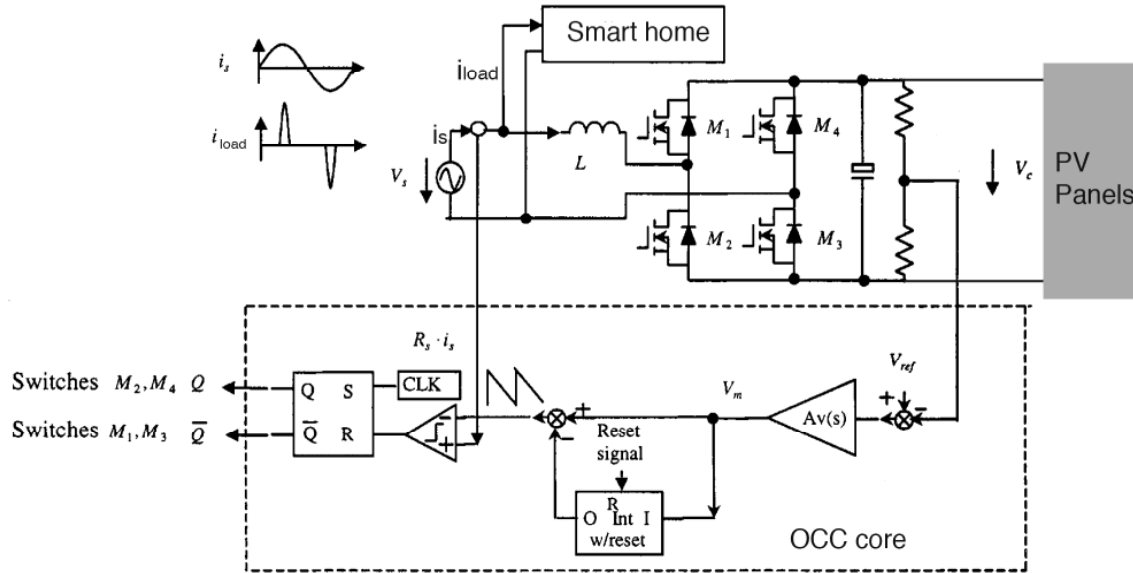 Smart home
i_s
i_load
i_load
i_s
V_s
L
M_1
M_4
M_2
M_3
V_c
PV
Panels
R_s · i_s
V_ref
Switches M_2, M_4 Q
Q S
CLK
V_m
+
-
Av(s)
Switches M_1, M_3 Q̅
Q̅ R
-
+
+
-
Reset
signal
R
O Int I
w/reset
OCC core